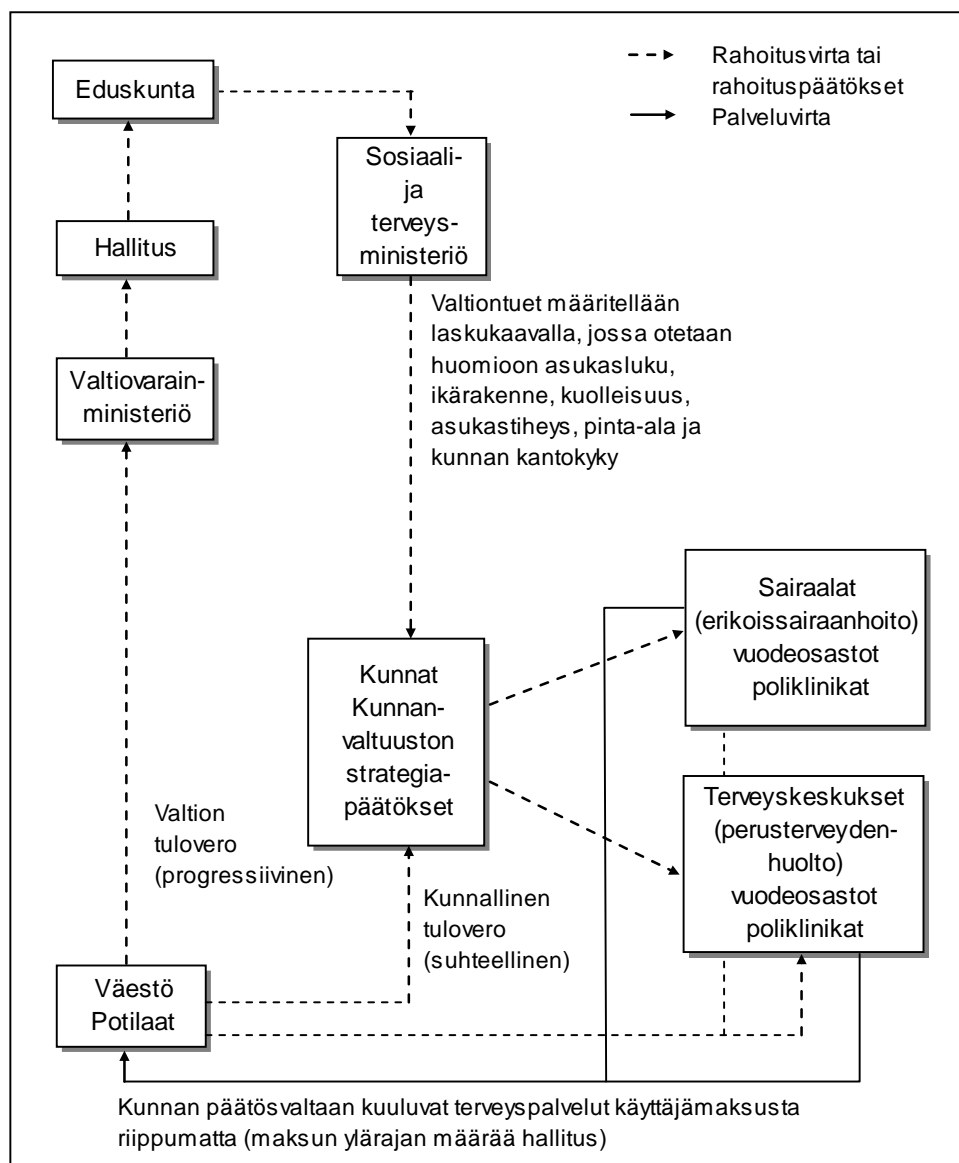 Eduskunta
Rahoitusvirta tai
rahoituspäätökset
Palveluvirta
Sosiaali-
ja
terveys-
ministeriö
Hallitus
Valtiontuet määritellään
laskukaavalla, jossa otetaan
huomioon asukasluku,
ikärakenne, kuolleisuus,
asukastiheys, pinta-ala ja
kunnan kantokyky
Valtiovarain-
ministeriö
Sairaalat
(erikoissairaanhoito)
vuodeosastot
poliklinikat
Kunnat
Kunnan-
valtuuston
strategia-
päätökset
Terveyskeskukset
(perusterveyden-
huolto)
vuodeosastot
poliklinikat
Valtion
tulovero
(progressiivinen)
Kunnallinen
tulovero
(suhteellinen)
Väestö
Potilaat
Kunnan päätösvaltaan kuuluvat terveyspalvelut käyttäjämaksusta
riippumatta (maksun ylärajan määrää hallitus)